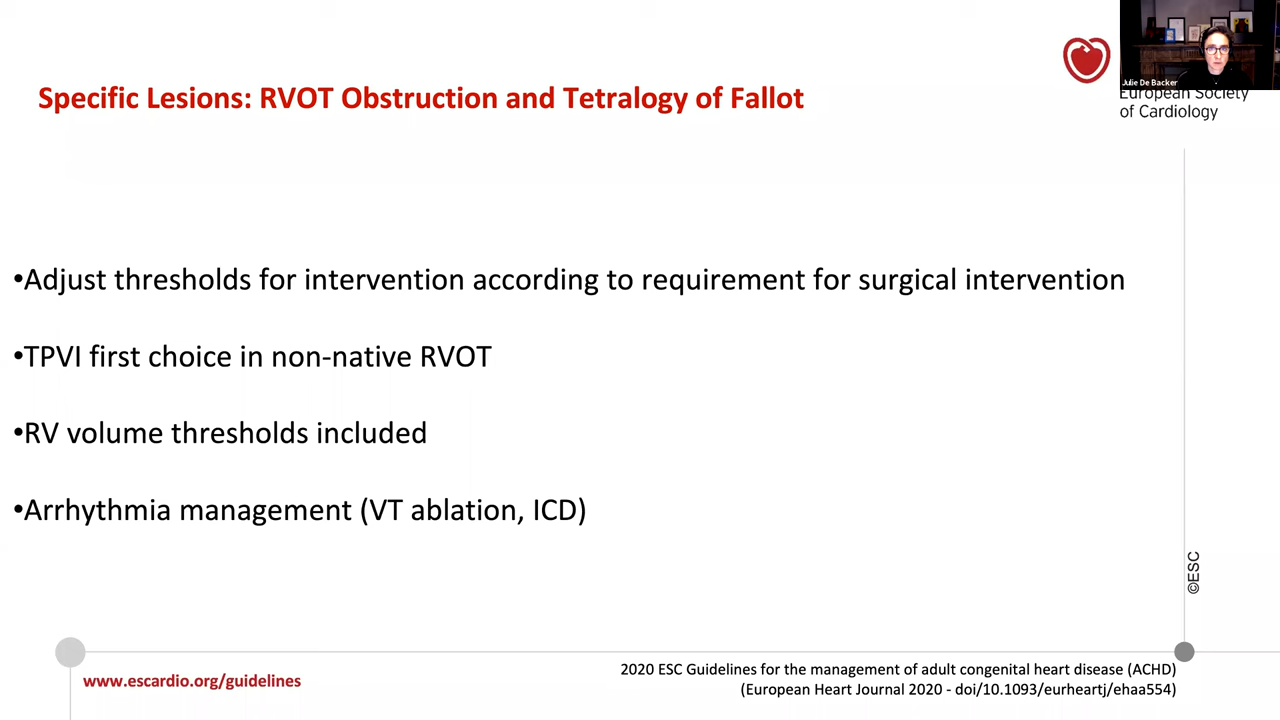 Julie De Backer
European Society
of Cardiology
Specific Lesions: RVOT Obstruction and Tetralogy of Fallot
•Adjust thresholds for intervention according to requirement for surgical intervention
•TPVI first choice in non-native RVOT
•RV volume thresholds included
•Arrhythmia management (VT ablation, ICD)
©ESC
www.escardio.org/guidelines
2020 ESC Guidelines for the management of adult congenital heart disease (ACHD)
(European Heart Journal 2020 - doi/10.1093/eurheartj/ehaa554)